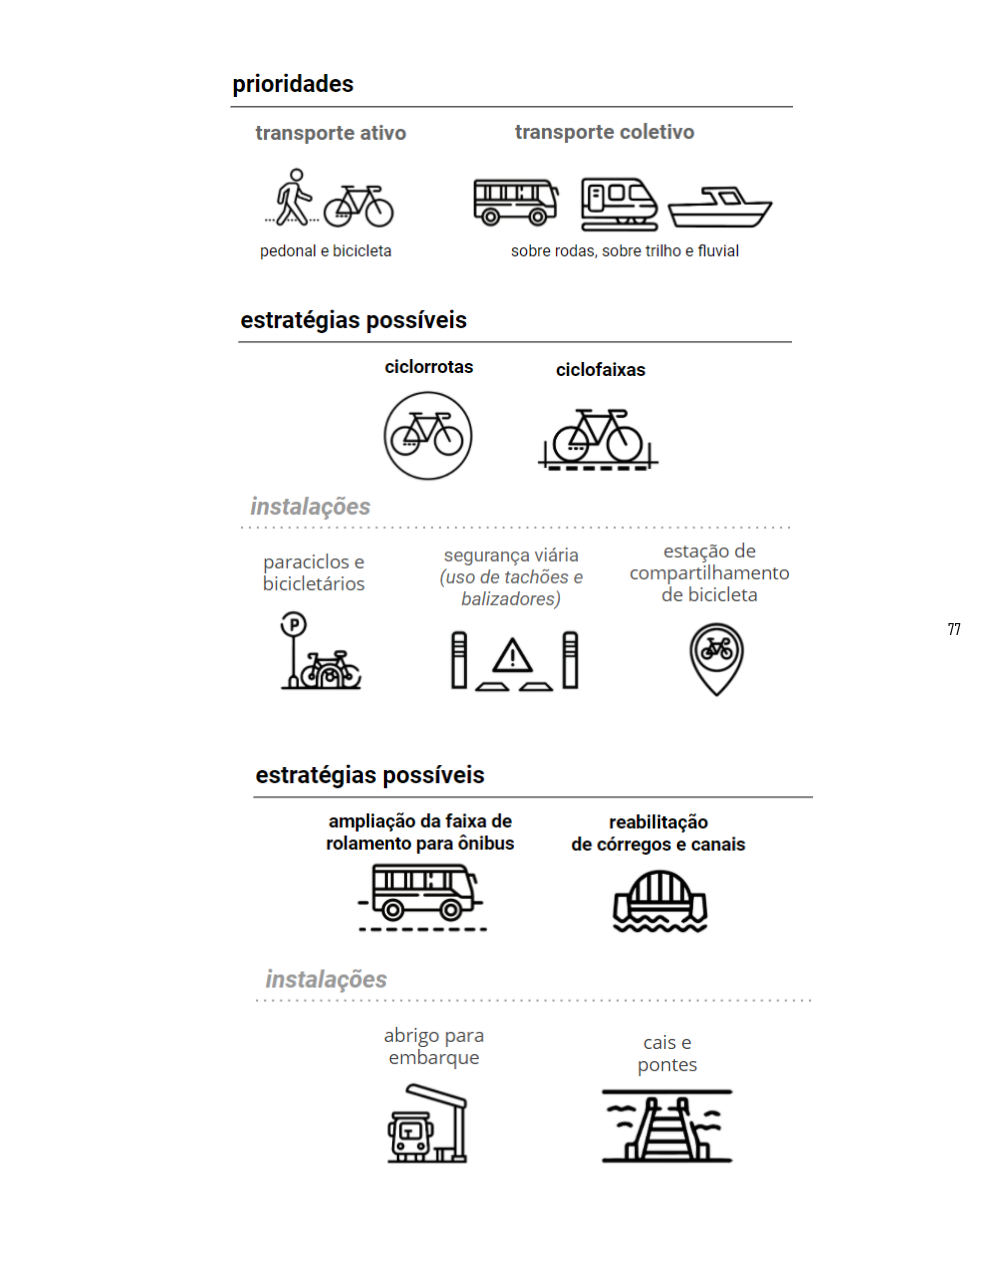 prioridades
transporte ativo
transporte coletivo
pedonal e bicicleta
sobre rodas, sobre trilho e fluvial
estratégias possíveis
ciclorrotas
ciclofaixas
instalações
paraciclos e
bicicletários
P
segurança viária
(uso de tachões e
balizadores)
estação de
compartilhamento
de bicicleta
77
estratégias possíveis
ampliação da faixa de
rolamento para ônibus
reabilitação
de córregos e canais
instalações
abrigo para
embarque
cais e
pontes